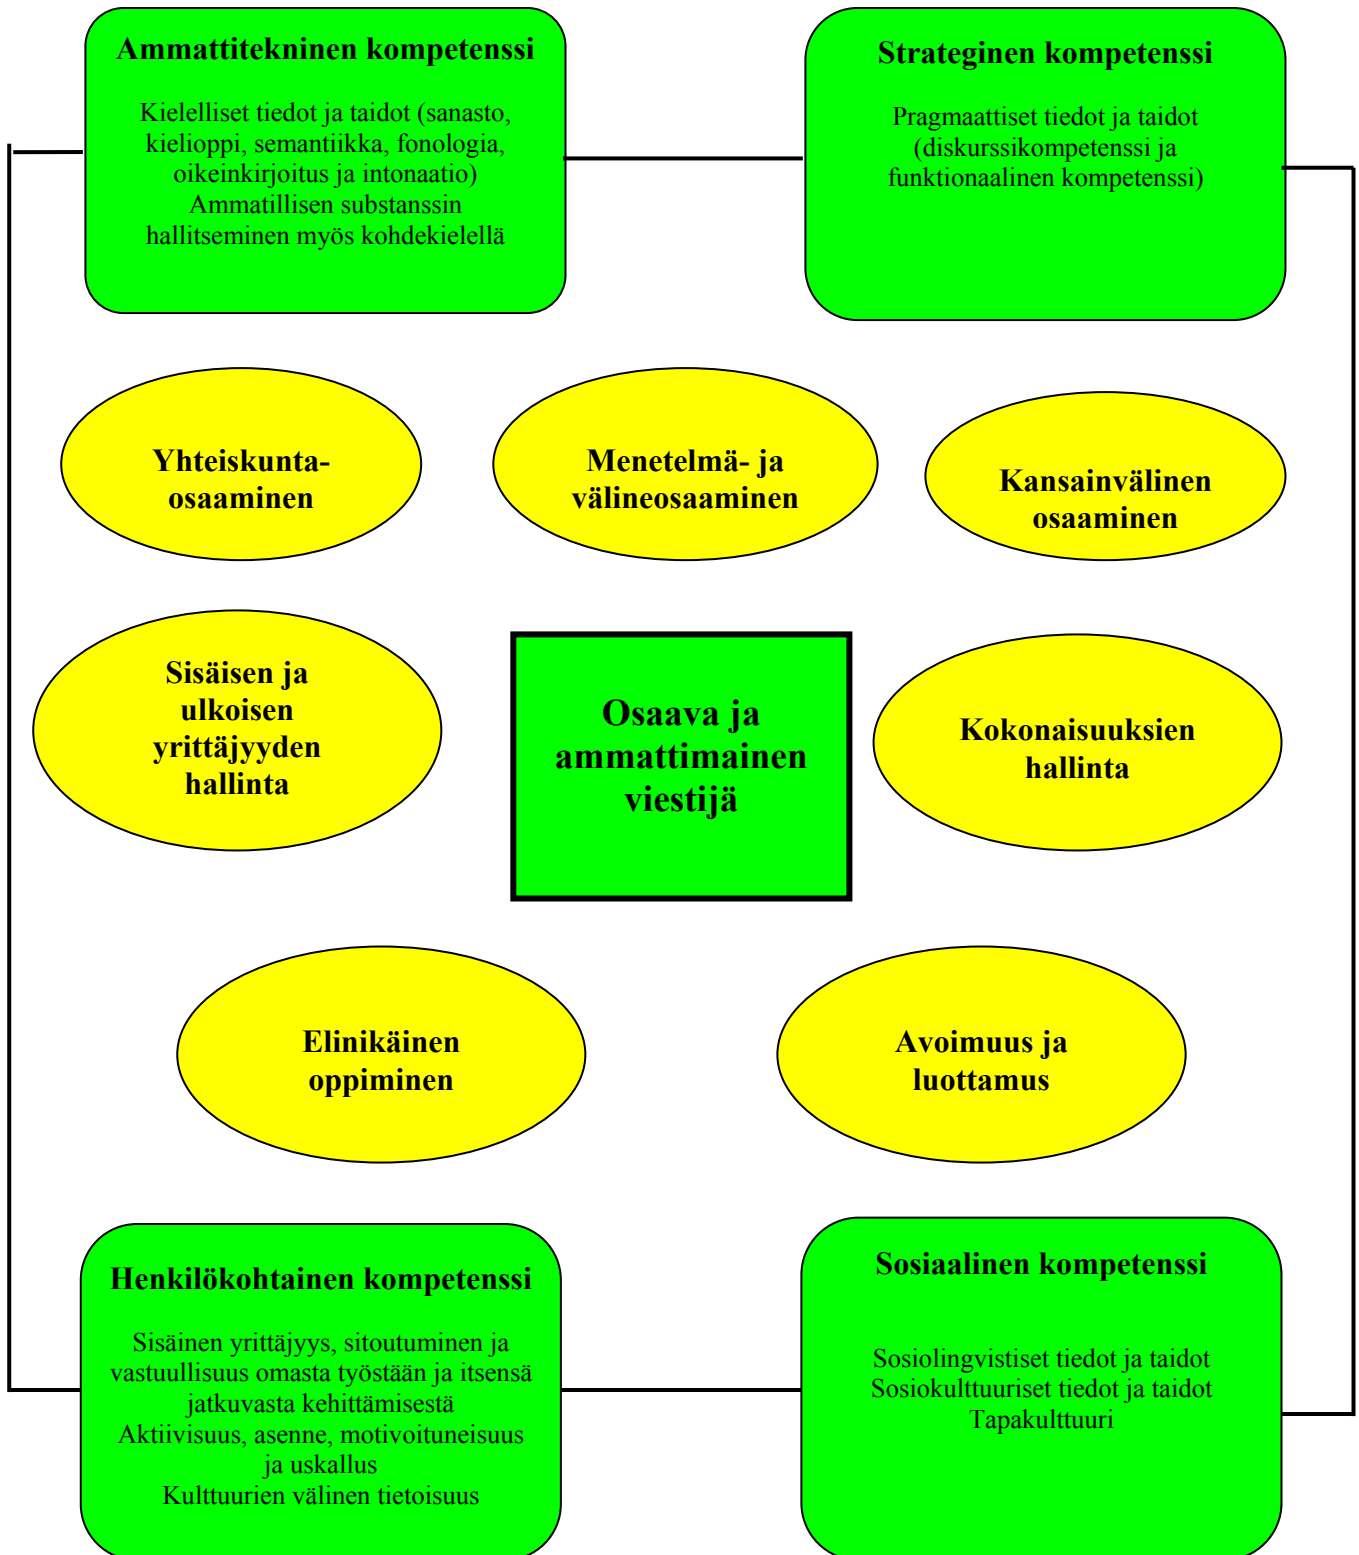 Ammattitekninen kompetenssi
Kielelliset tiedot ja taidot (sanasto,
kielioppi, semantiikka, fonologia,
oikeinkirjoitus ja intonaatio)
Ammatillisen substanssin
hallitseminen myös kohdekielellä
Strateginen kompetenssi
Pragmaattiset tiedot ja taidot
(diskurssikompetenssi ja
funktionaalinen kompetenssi)
Yhteiskunta-
osaaminen
Menetelmä- ja
välineosaaminen
Kansainvälinen
osaaminen
Sisäisen ja
ulkoisen
yrittäjyyden
hallinta
Osaava ja
ammattimainen
viestijä
Kokonaisuuksien
hallinta
Elinikäinen
oppiminen
Avoimuus ja
luottamus
Henkilökohtainen kompetenssi
Sisäinen yrittäjyys, sitoutuminen ja
vastuullisuus omasta työstään ja itsensä
jatkuvasta kehittämisestä
Aktiivisuus, asenne, motivoituneisuus
ja uskallus
Kulttuurien välinen tietoisuus
Sosiaalinen kompetenssi
Sosiolingvistiset tiedot ja taidot
Sosiokulttuuriset tiedot ja taidot
Tapakulttuuri